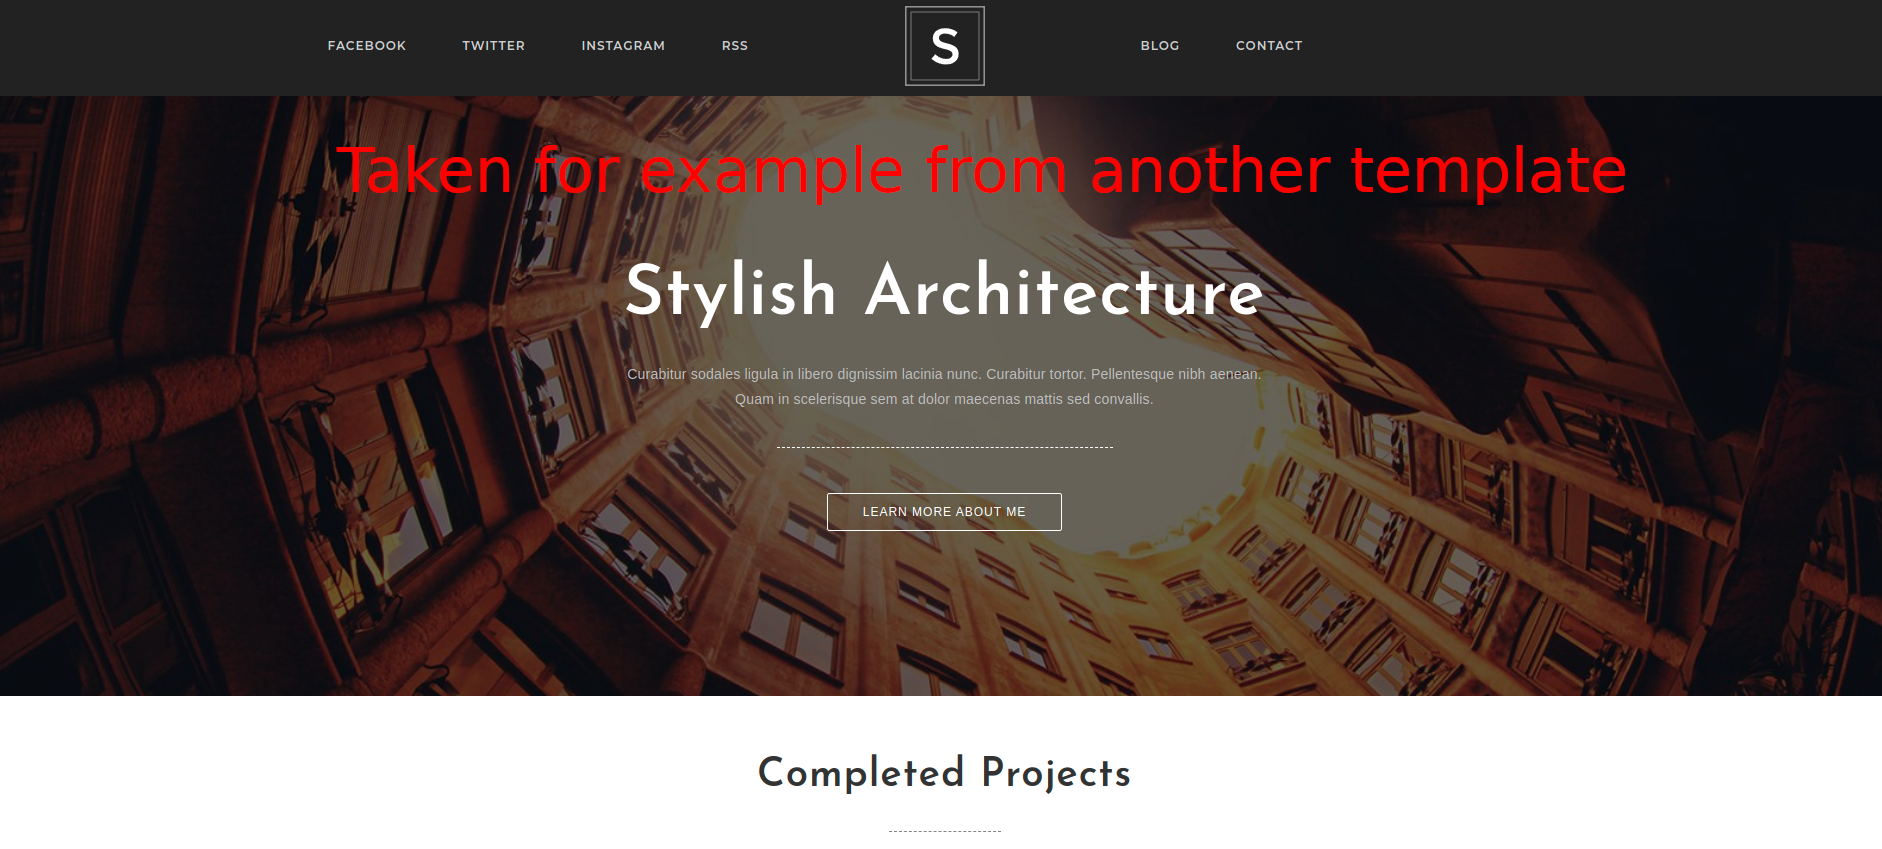 FACEBOOK TWITTER INSTAGRAM RSS S BLOG CONTACT
Taken for example from another template
Stylish Architecture
Curabitur sodales ligula in libero dignissim lacinia nunc. Curabitur tortor. Pellentesque nibh aenean.
Quam in scelerisque sem at dolor maecenas mattis sed convallis.
LEARN MORE ABOUT ME
Completed Projects